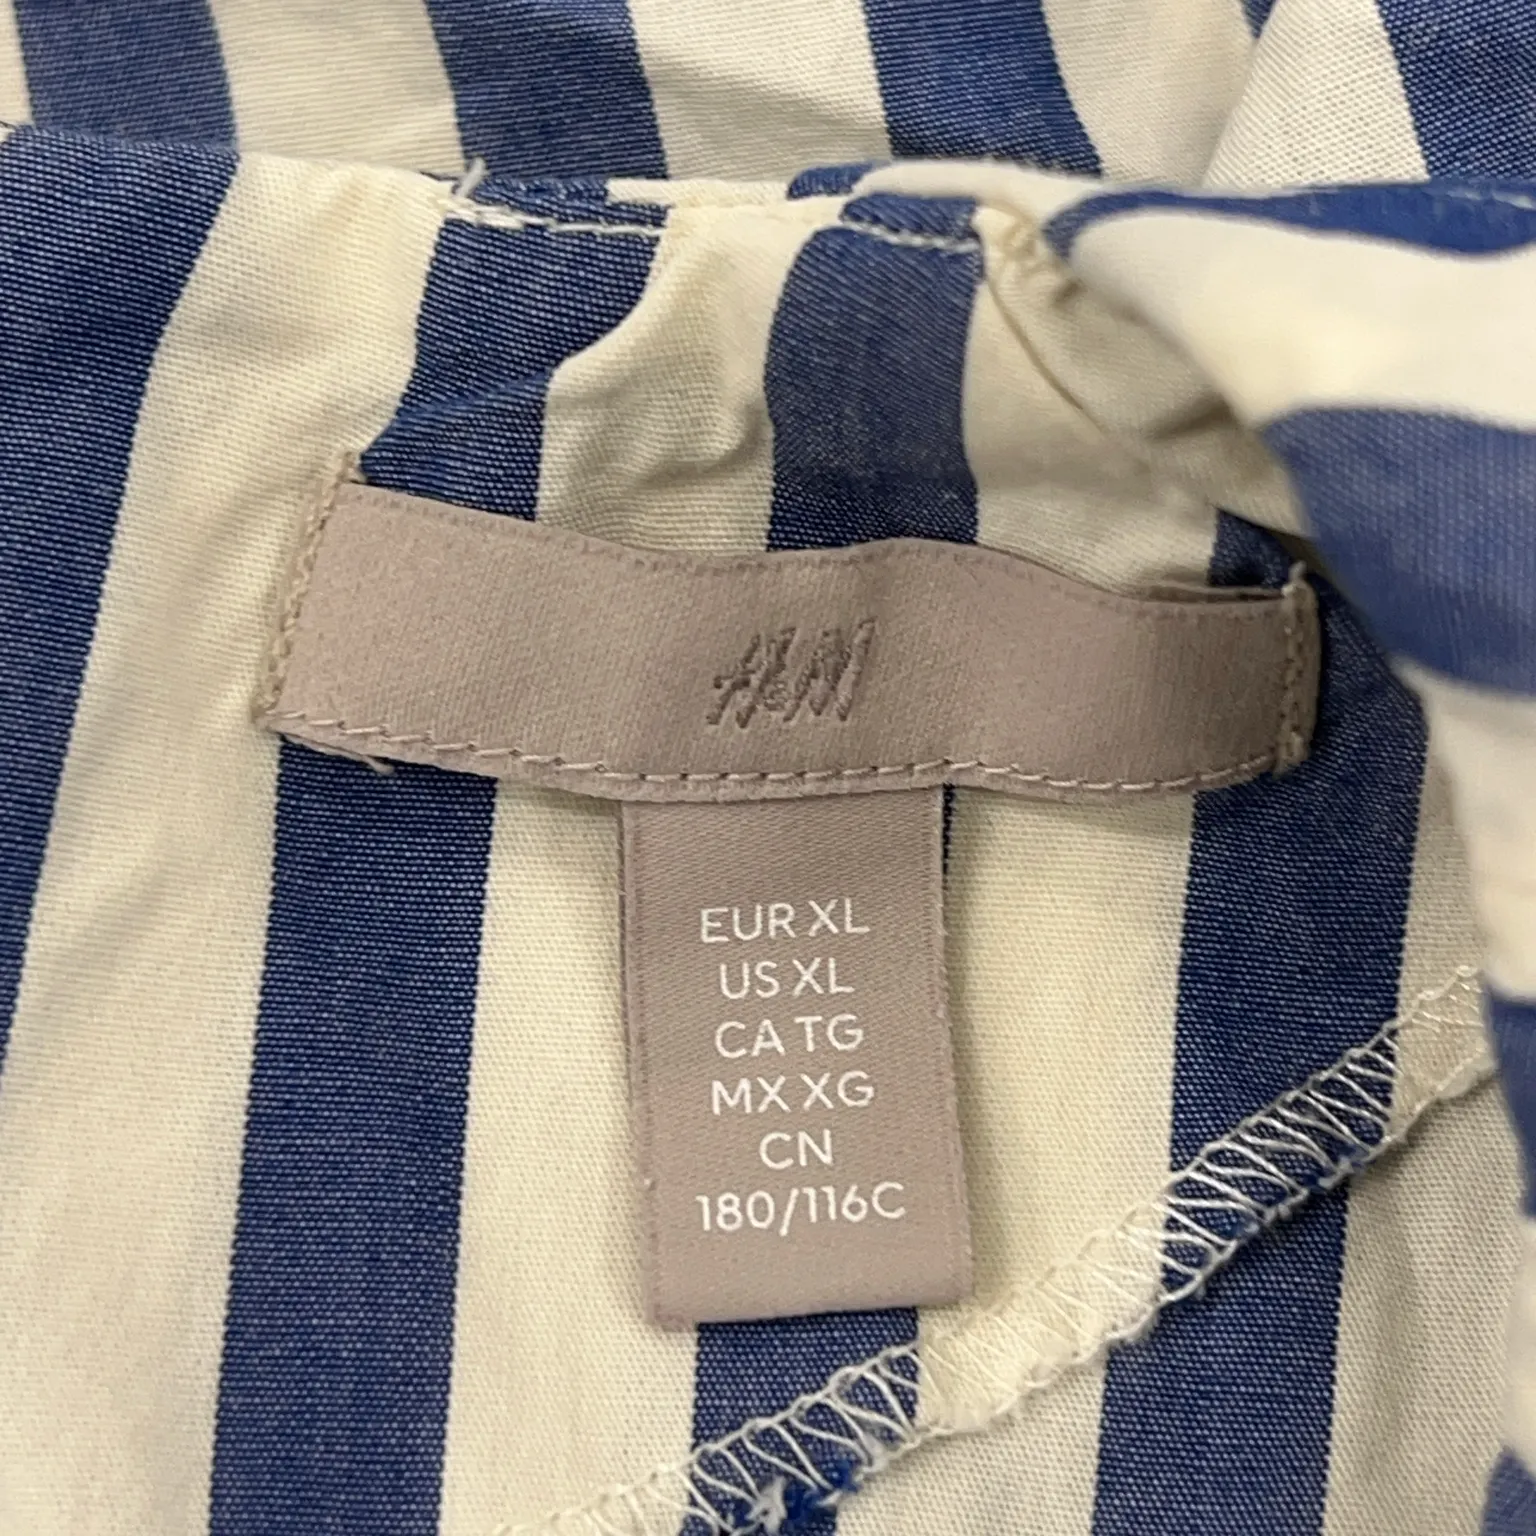 H&M
EUR XL
US XL
CA TG
MX XG
CN
180/116C